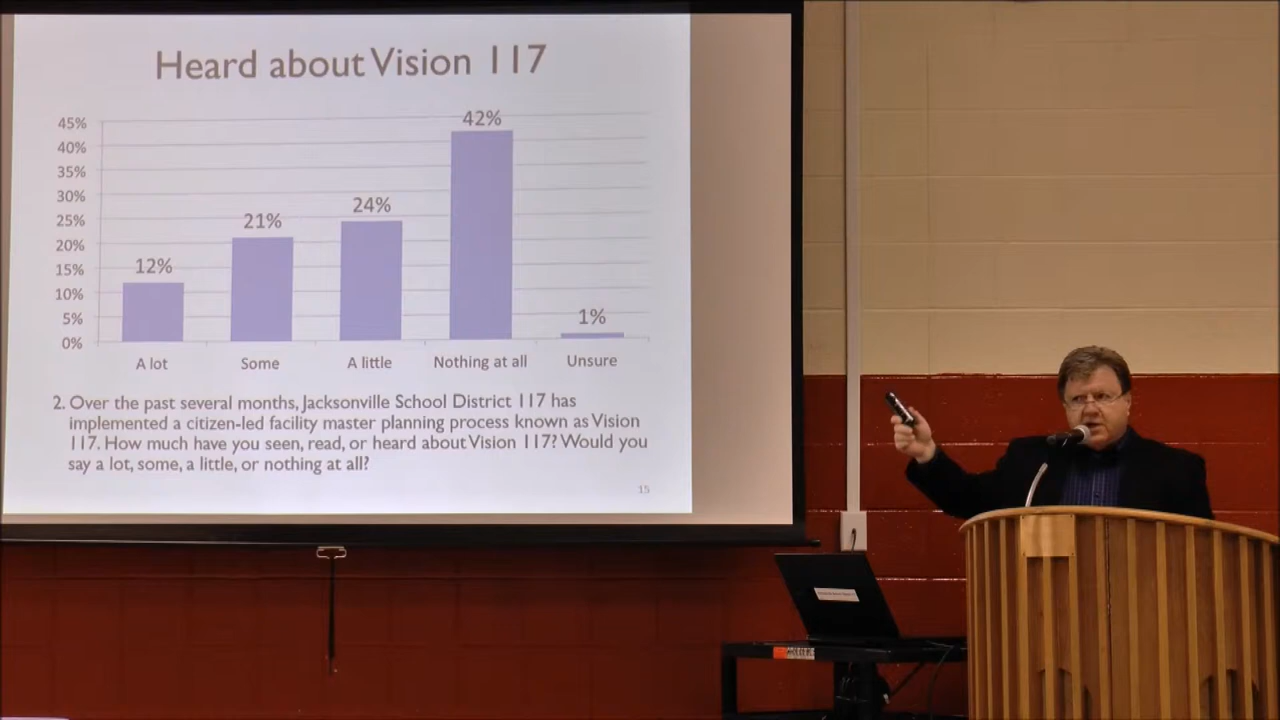 Heard about Vision 117
45%
40%
35%
30%
25%
20%
15%
10%
5%
0%
12%
21%
24%
42%
1%
A lot
Some
A little
Nothing at all
Unsure
2. Over the past several months, Jacksonville School District 117 has
implemented a citizen-led facility master planning process known as Vision
117. How much have you seen, read, or heard about Vision 117? Would you
say a lot, some, a little, or nothing at all?
15